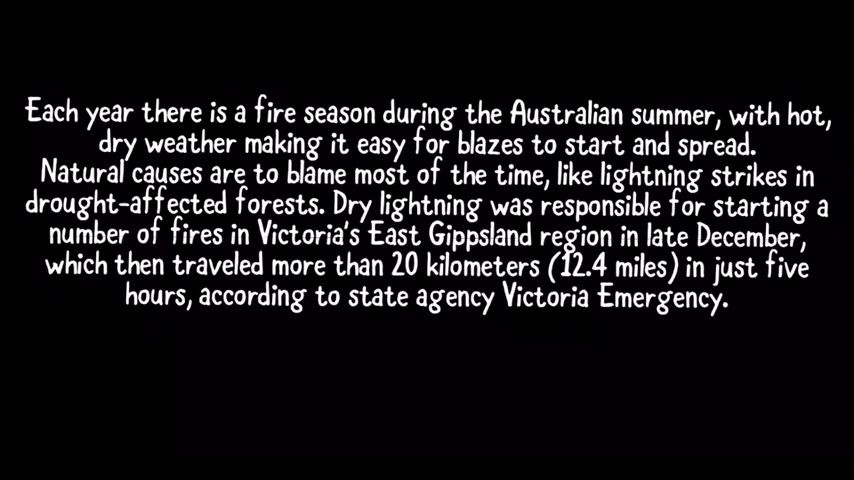 Each year there is a fire season during the Australian summer, with hot,
dry weather making it easy for blazes to start and spread.
Natural causes are to blame most of the time, like lightning strikes in
drought-affected forests. Dry lightning was responsible for starting a
number of fires in Victoria's East Gippsland region in late December,
which then traveled more than 20 kilometers (12.4 miles) in just five
hours, according to state agency Victoria Emergency.